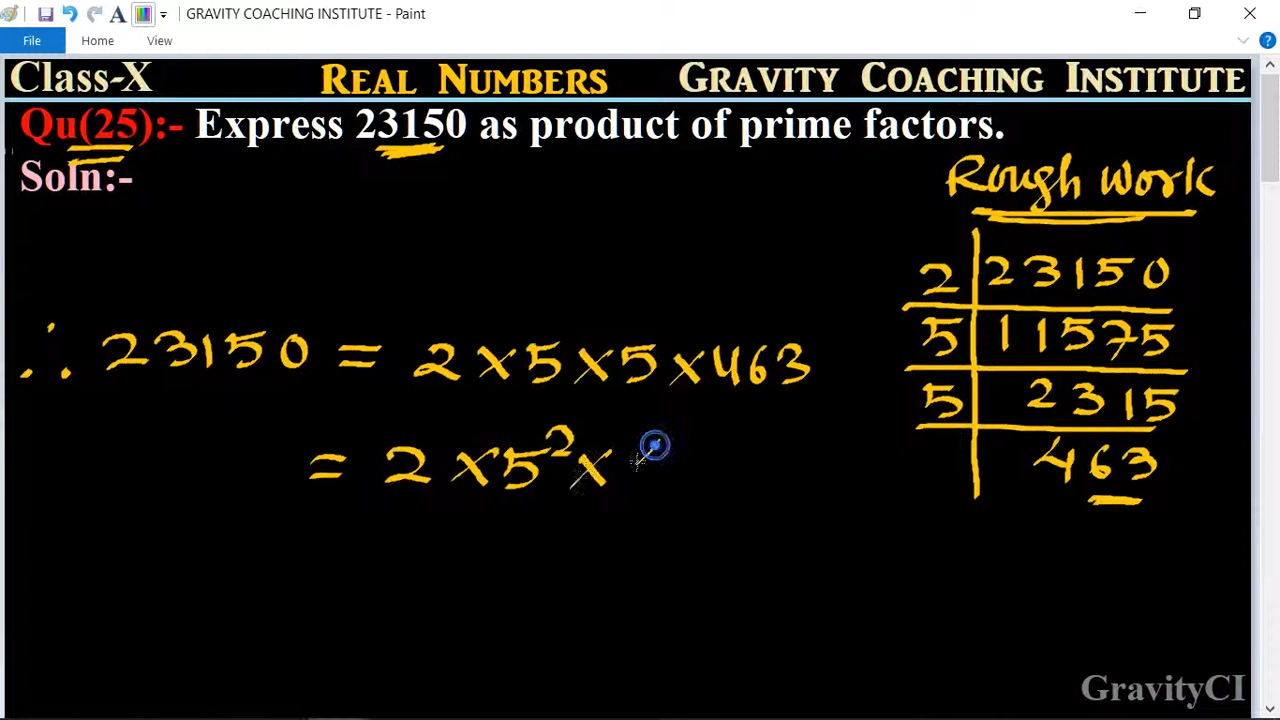 GRAVITY COACHING INSTITUTE - Paint
File Home View
Class-X REAL NUMBERS GRAVITY COACHING INSTITUTE
Qu(25):- Express 23150 as product of prime factors.
Soln:-
Rough Work
2 | 23150
5 | 11575
5 | 2315
463
∴ 23150 = 2×5×5×463
= 2×5²×
GravityCI